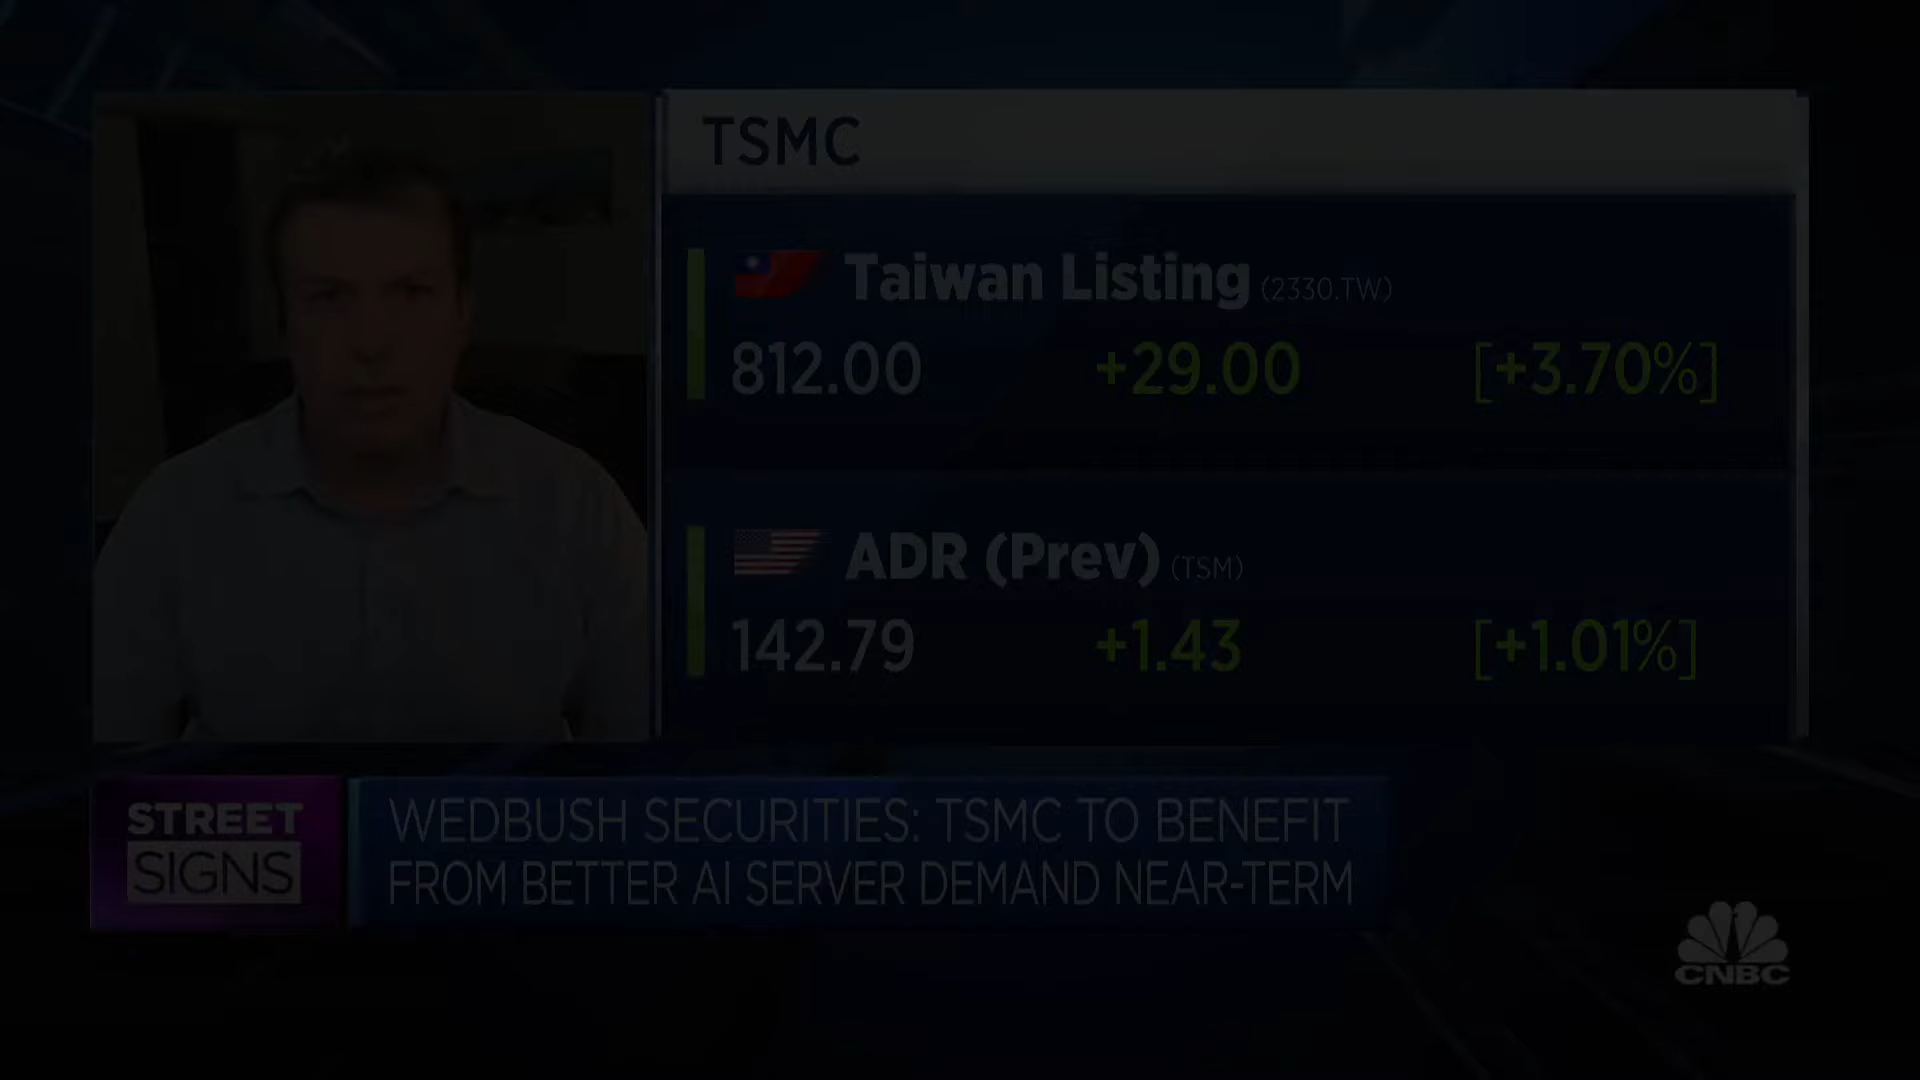 TSMC
Taiwan Listing (2330.TW)
812.00 +29.00 [+3.70%]
ADR (Prev) (TSM)
142.79 +1.43 [+1.01%]
STREET
SIGNS
WEDBUSH SECURITIES: TSMC TO BENEFIT
FROM BETTER AI SERVER DEMAND NEAR-TERM
CNBC